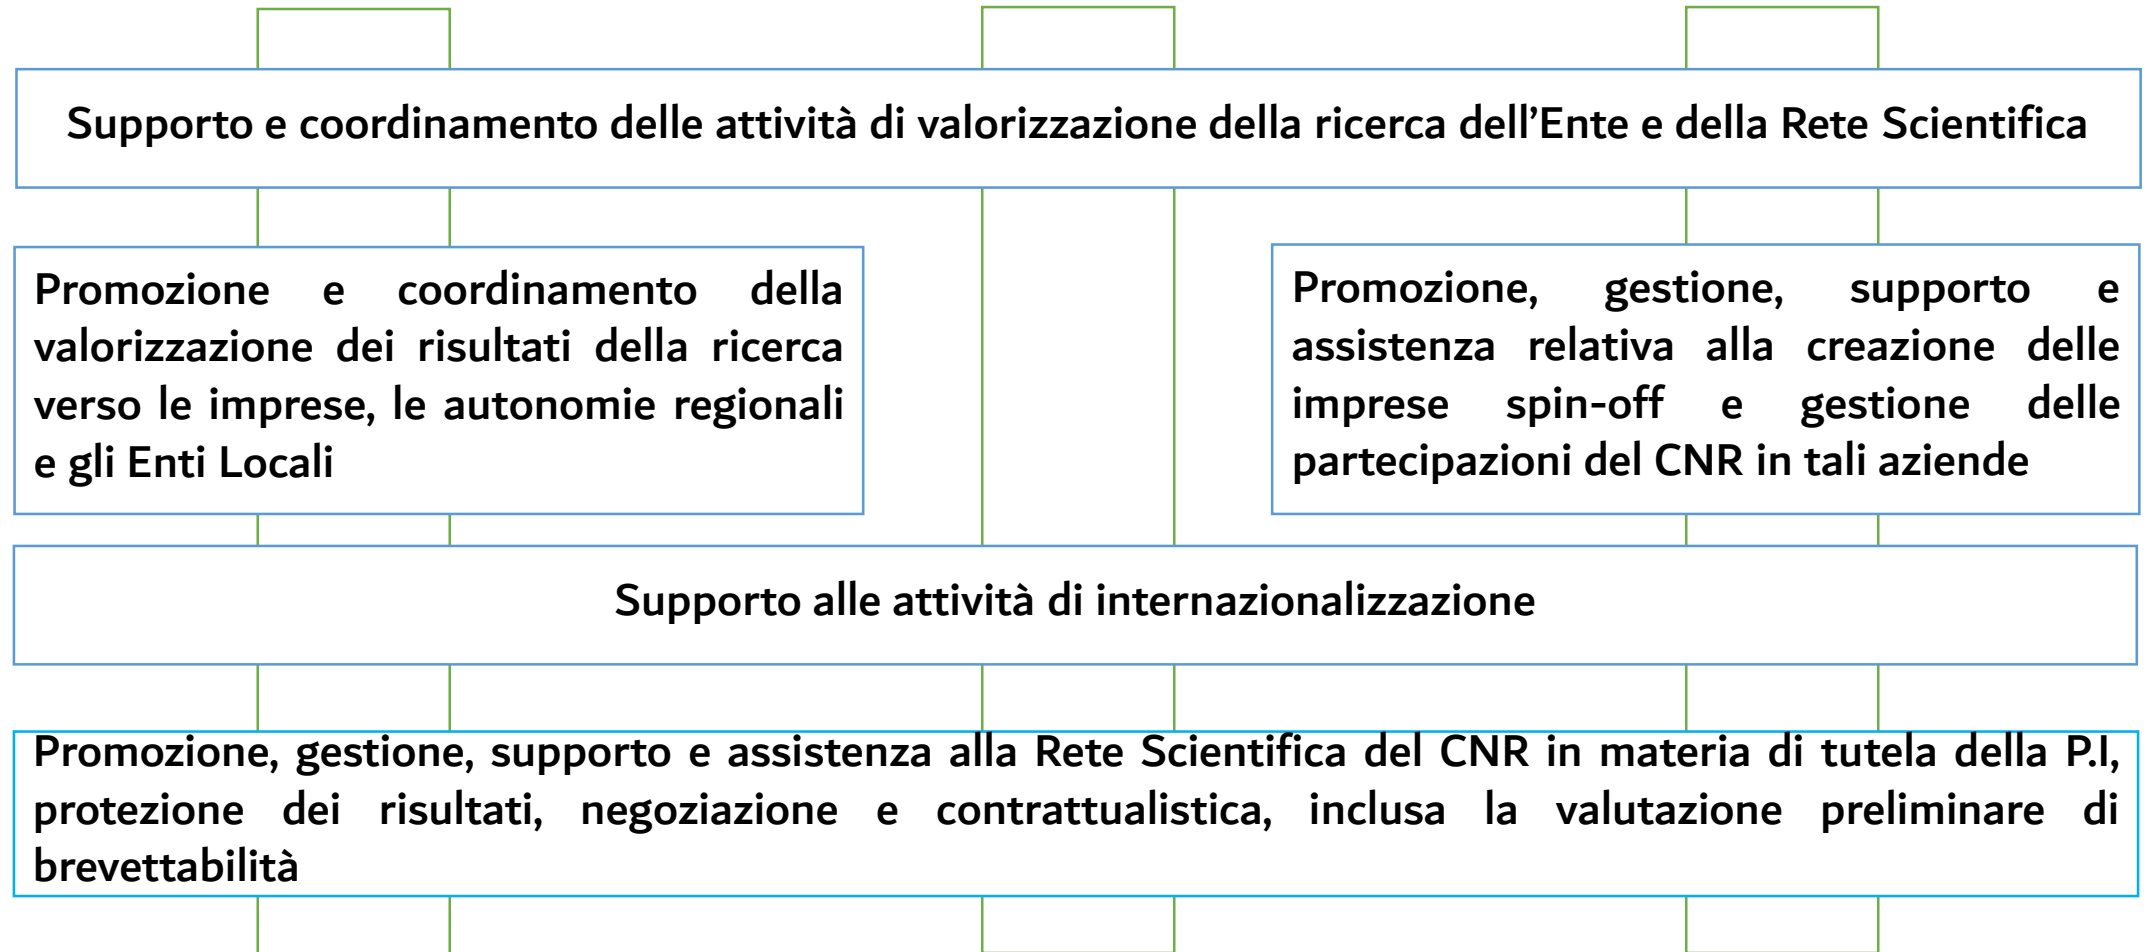 Supporto e coordinamento delle attività di valorizzazione della ricerca dell’Ente e della Rete Scientifica
Promozione e coordinamento della
valorizzazione dei risultati della ricerca
verso le imprese, le autonomie regionali
e gli Enti Locali
Promozione, gestione, supporto e
assistenza relativa alla creazione delle
imprese spin-off e gestione delle
partecipazioni del CNR in tali aziende
Supporto alle attività di internazionalizzazione
Promozione, gestione, supporto e assistenza alla Rete Scientifica del CNR in materia di tutela della P.I,
protezione dei risultati, negoziazione e contrattualistica, inclusa la valutazione preliminare di
brevettabilità